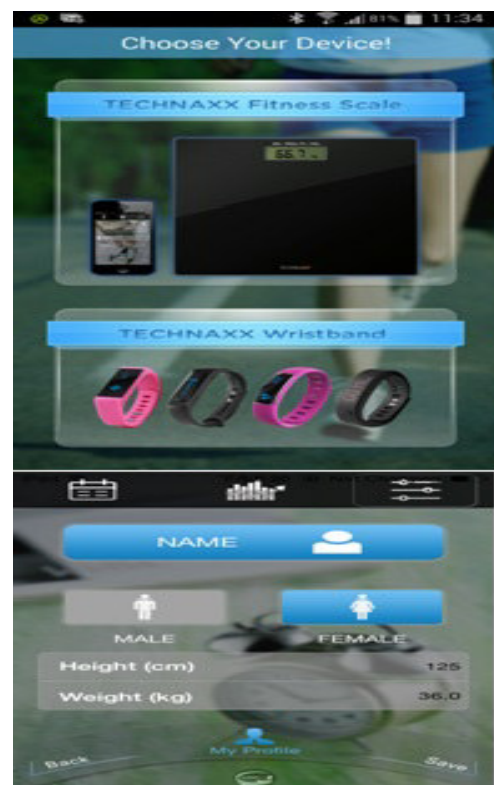 81% 11:34
Choose Your Device!
TECHNAXX Fitness Scale
TECHNAXX Wristband
NAME
MALE FEMALE
Height (cm) 125
Weight (kg) 36.0
My Profile
Back Save